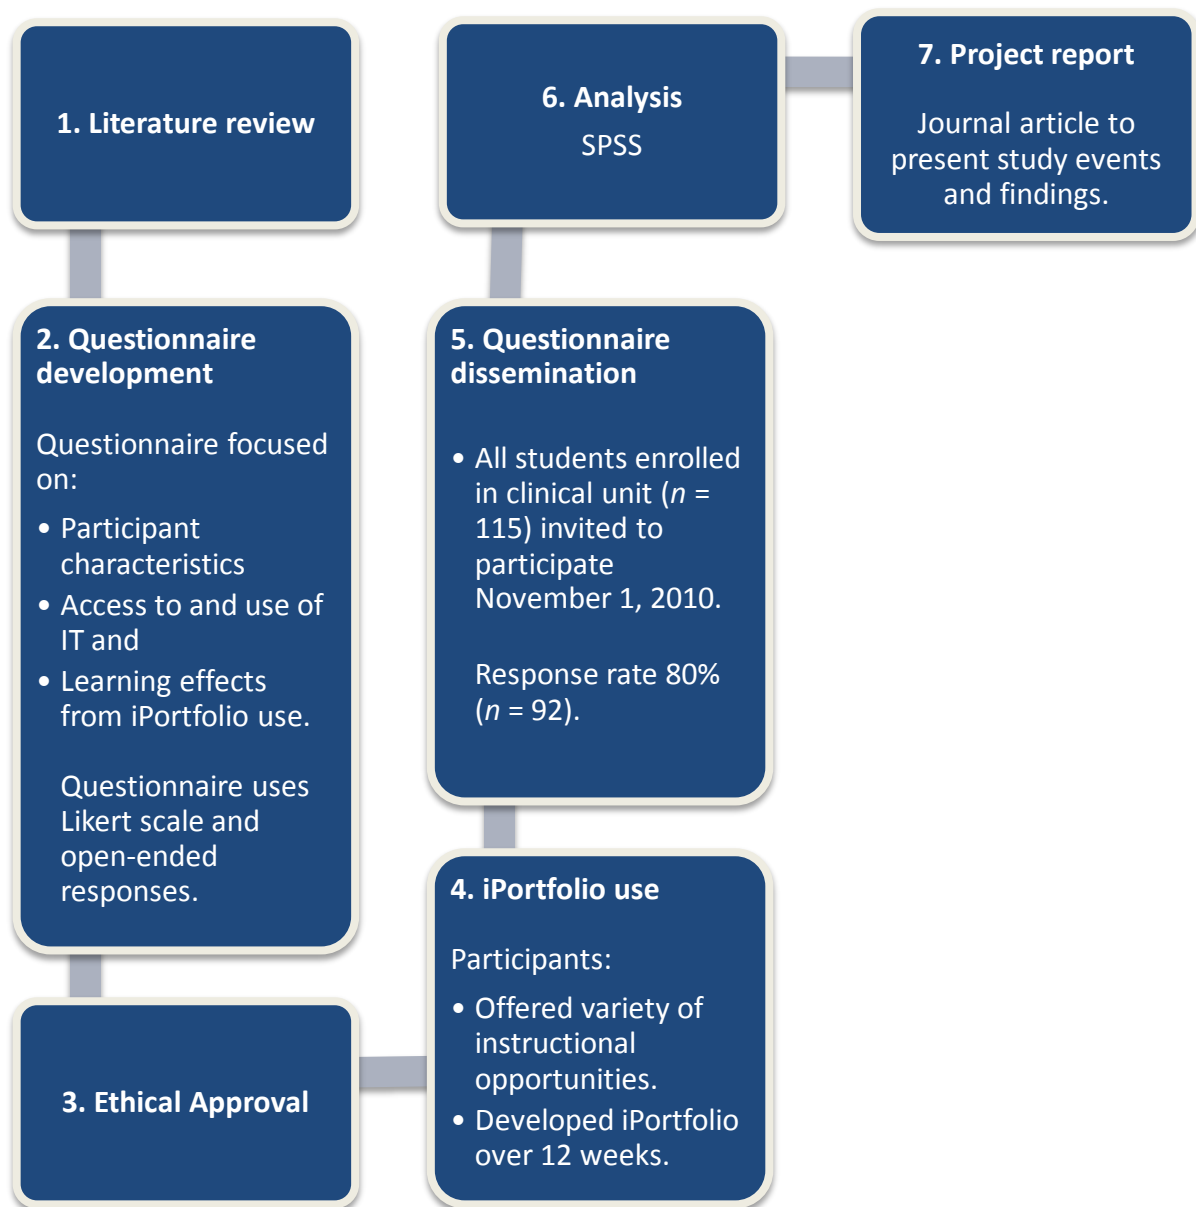 1. Literature review
2. Questionnaire
development
Questionnaire focused
on:
• Participant
characteristics
• Access to and use of
IT and
• Learning effects
from iPortfolio use.
Questionnaire uses
Likert scale and
open-ended
responses.
3. Ethical Approval
4. iPortfolio use
Participants:
• Offered variety of
instructional
opportunities.
• Developed iPortfolio
over 12 weeks.
5. Questionnaire
dissemination
• All students enrolled
in clinical unit (n =
115) invited to
participate
November 1, 2010.
Response rate 80%
(n = 92).
6. Analysis
SPSS
7. Project report
Journal article to
present study events
and findings.